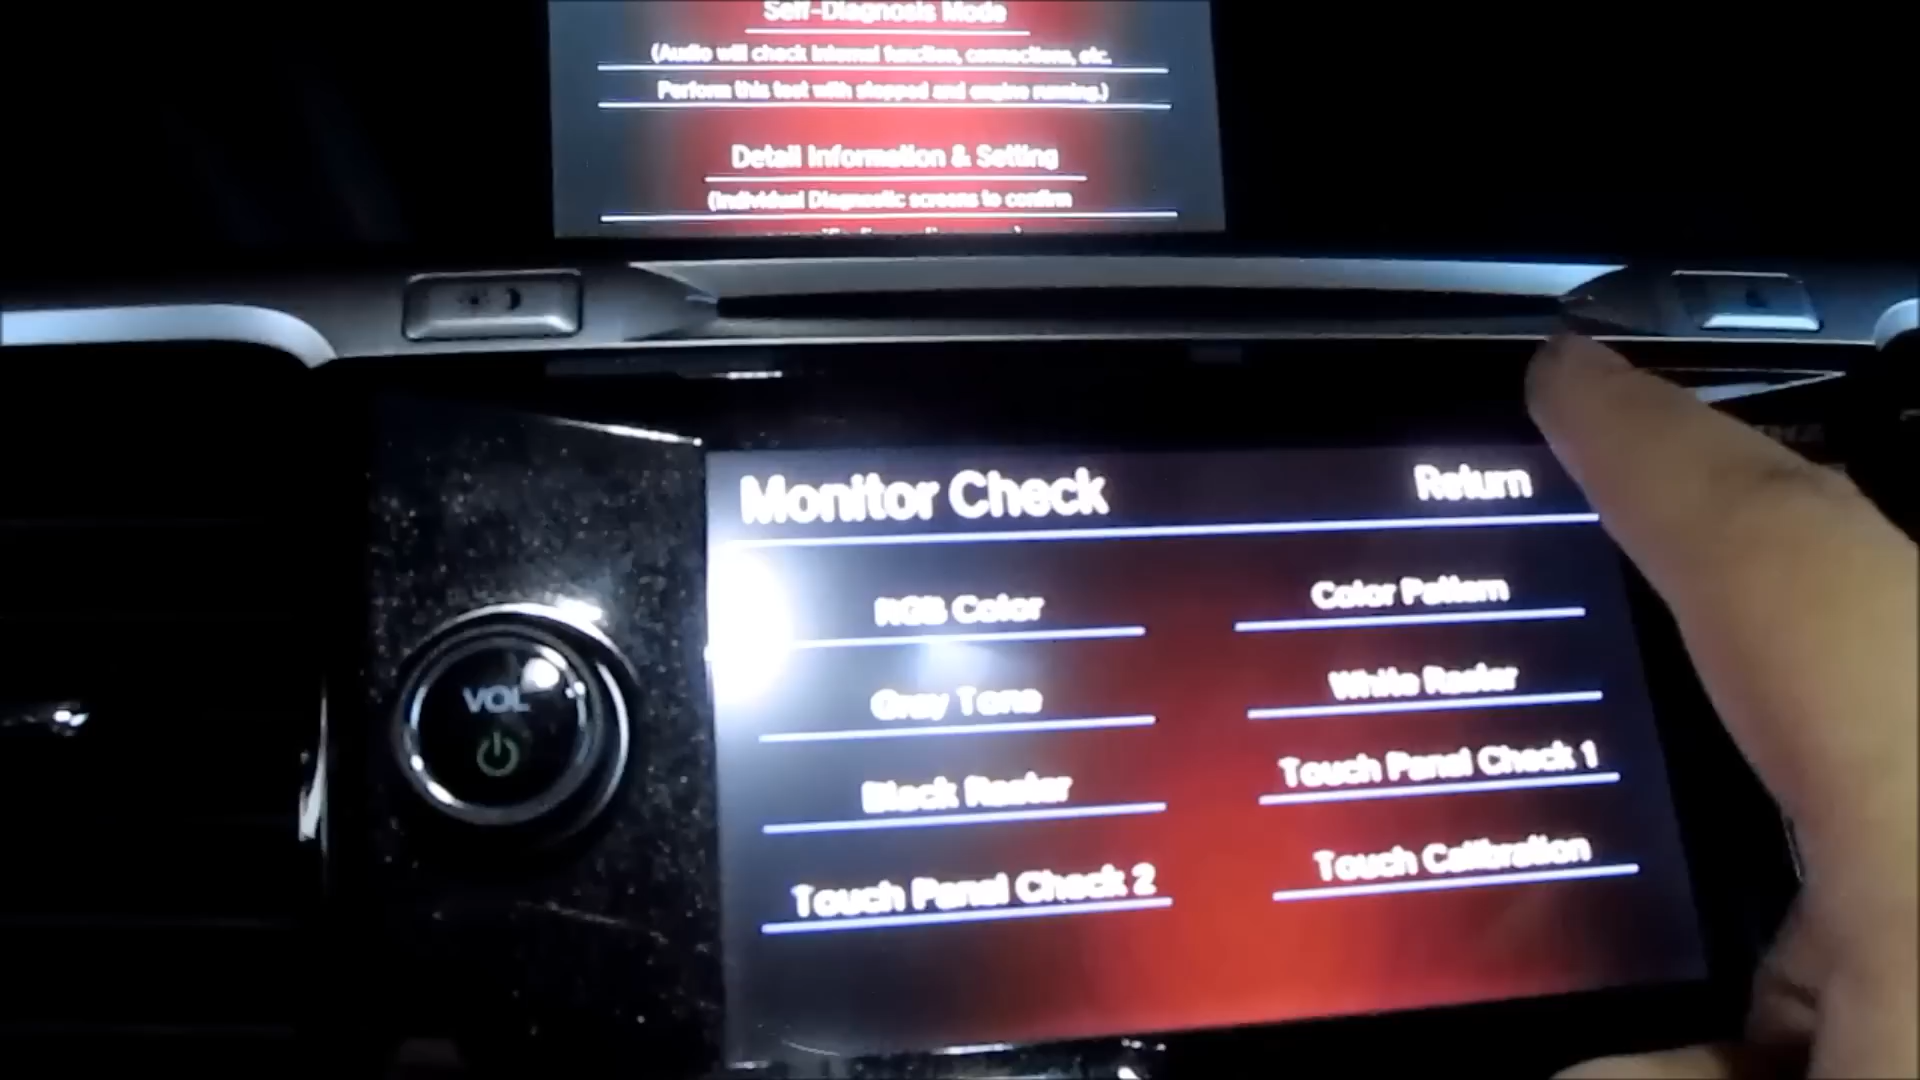 Self-Diagnosis Mode
(Audio will check internal function, connections, etc.
Perform this test with stopped and engine running.)
Detail Information & Setting
(Individual Diagnostic screens to confirm
Monitor Check
Return
RGB Color
Color Pattern
Gray Tone
White Raster
Black Raster
Touch Panel Check 1
Touch Panel Check 2
Touch Calibration
VOL